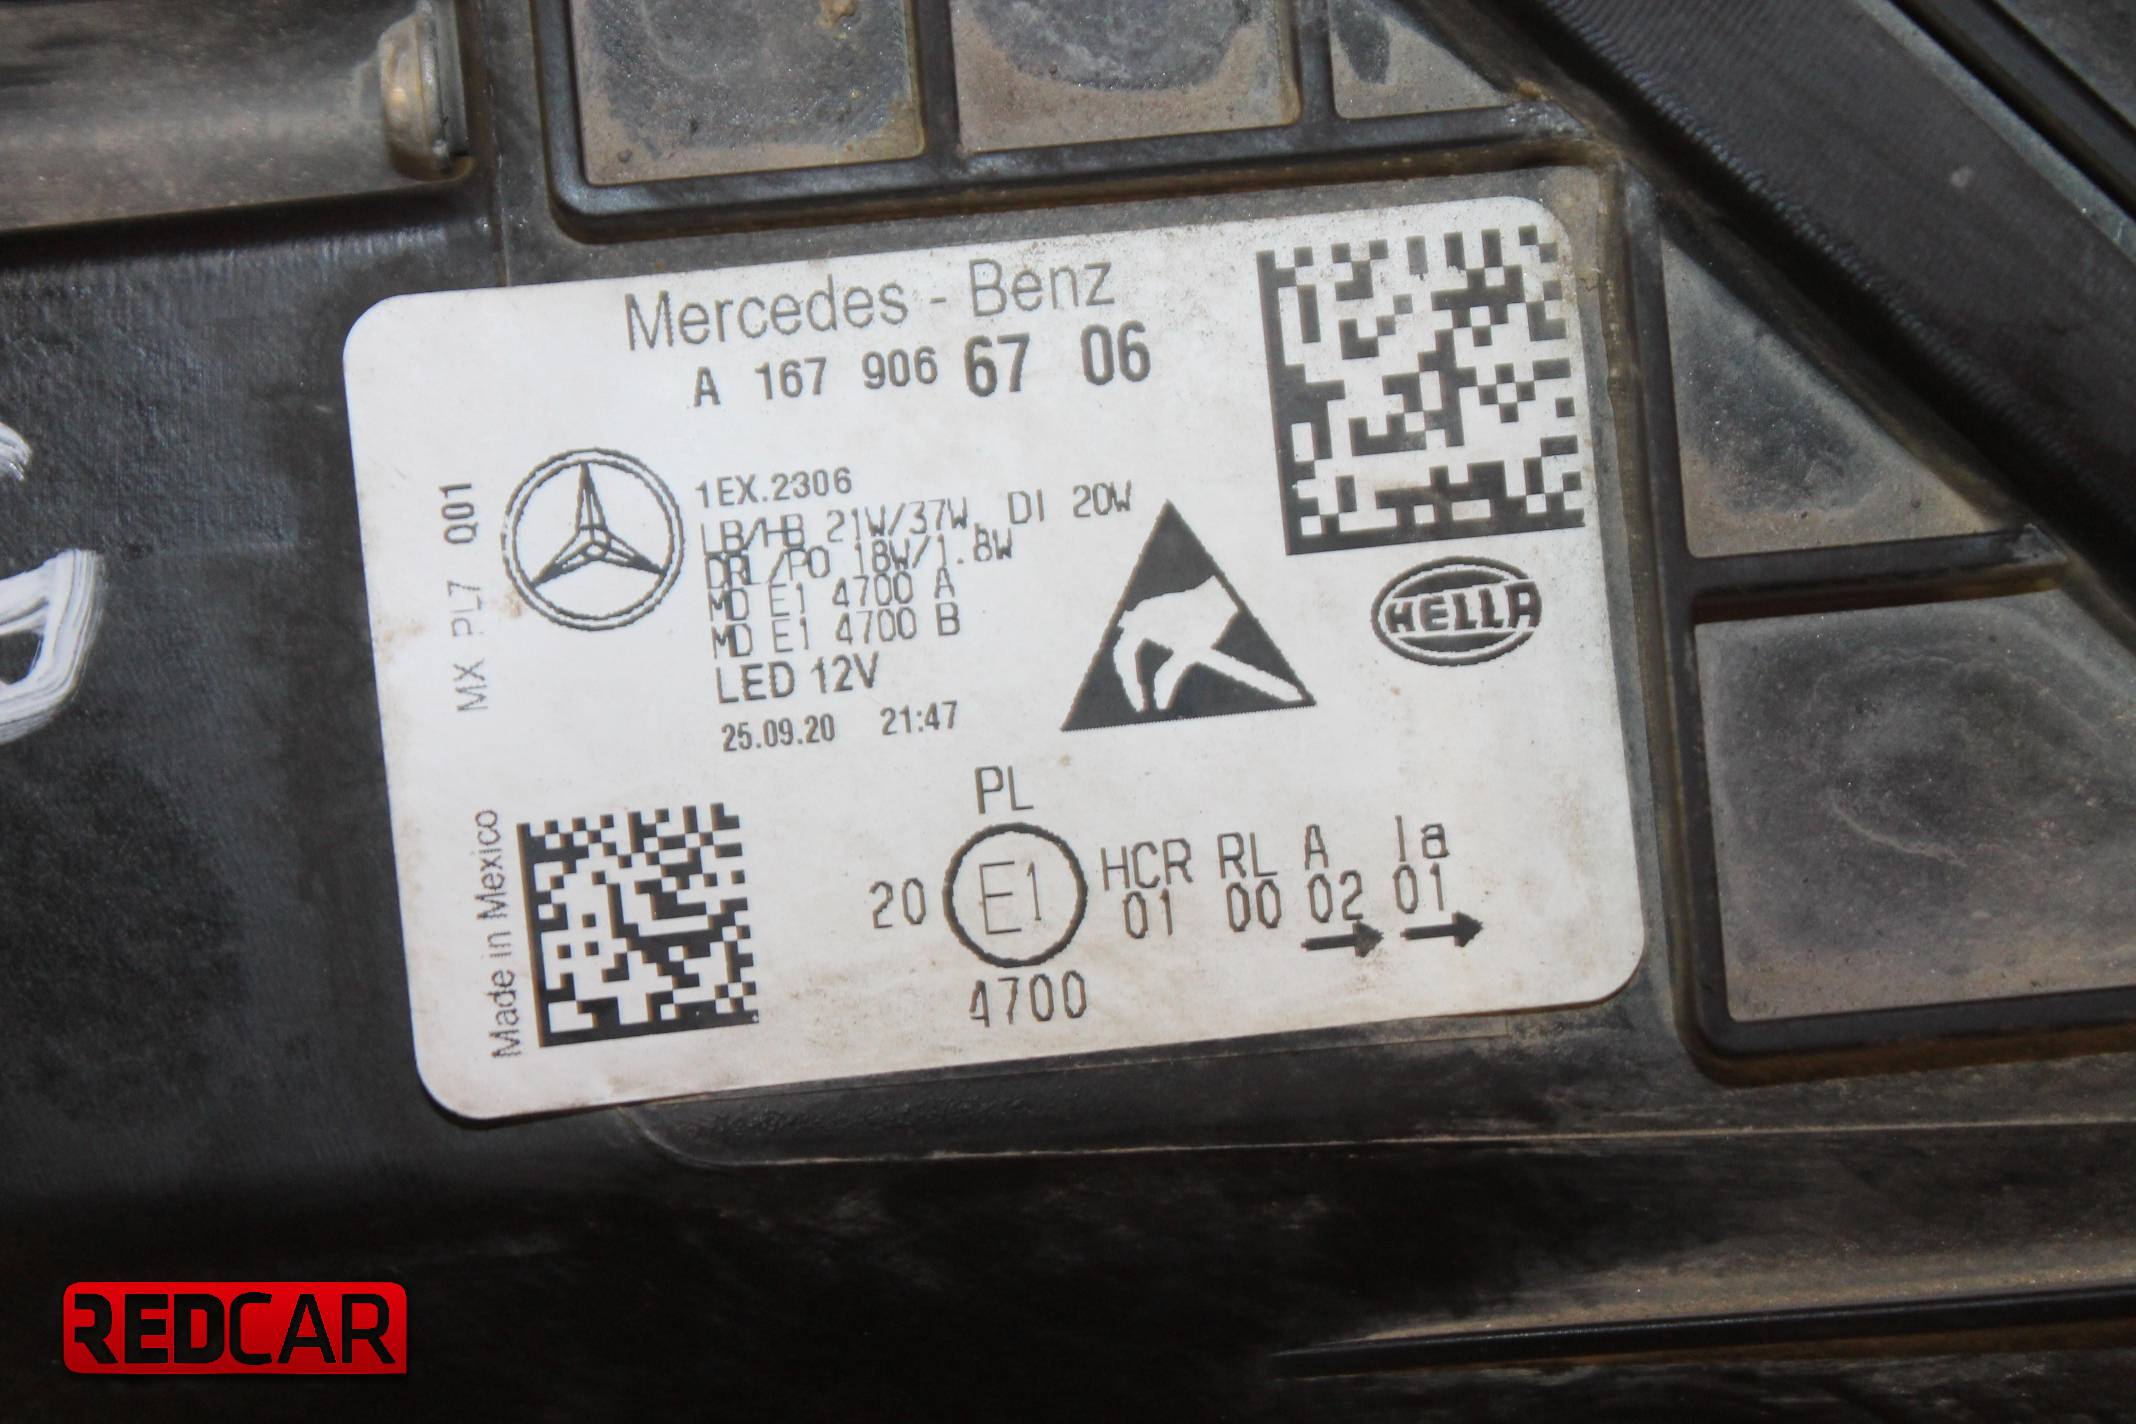 Mercedes - Benz
A 167 906 67 06
MX PL7 Q01
1EX.2306
LB/HB 21W/37W, DI 20W
DRL/PO 18W/1.8W
MD E1 4700 A
MD E1 4700 B
LED 12V
25.09.20 21:47
HELLA
Made in Mexico
PL
20 E1 HCR RL A 1a
01 00 02 01
4700
REDCAR